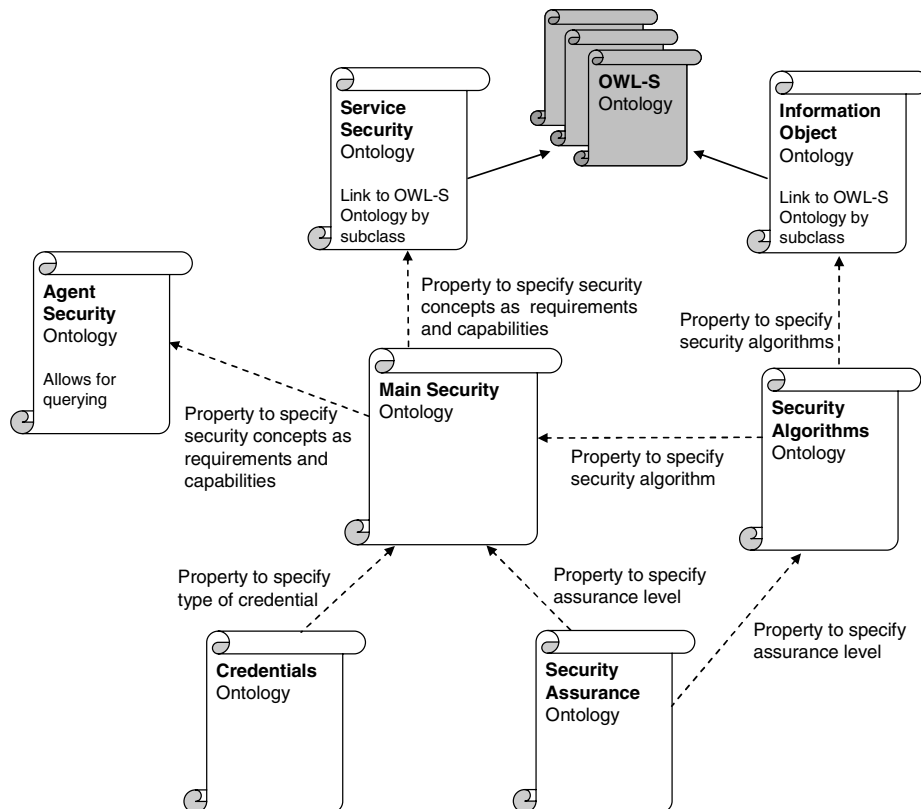 OWL-S
Ontology
Service
Security
Ontology
Link to OWL-S
Ontology by
subclass
Information
Object
Ontology
Link to OWL-S
Ontology by
subclass
Agent
Security
Ontology
Allows for
querying
Property to specify security
concepts as requirements
and capabilities
Property to specify
security algorithms
Main Security
Ontology
Security
Algorithms
Ontology
Property to specify
security concepts as
requirements and
capabilities
Property to specify
security algorithm
Property to specify
type of credential
Property to specify
assurance level
Property to specify
assurance level
Credentials
Ontology
Security
Assurance
Ontology